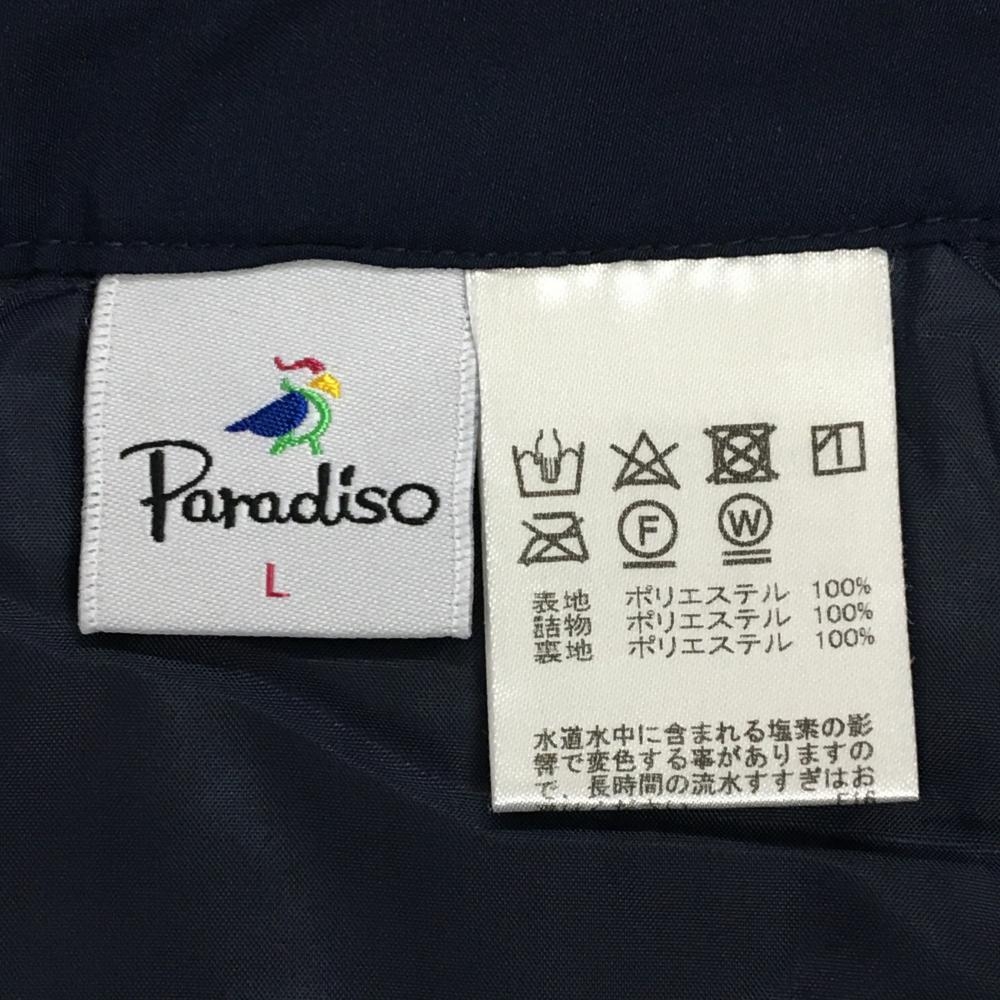 Paradiso
L
F
W
表地 ポリエステル 100%
詰物 ポリエステル 100%
裏地 ポリエステル 100%
水道水中に含まれる塩素の影
響で変色する事がありますの
で、長時間の流水すすぎはお